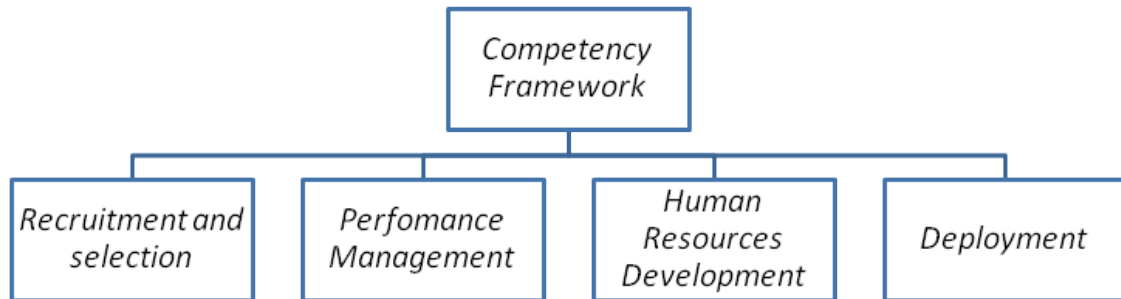 Competency
Framework
Recruitment and
selection
Perfomance
Management
Human
Resources
Development
Deployment